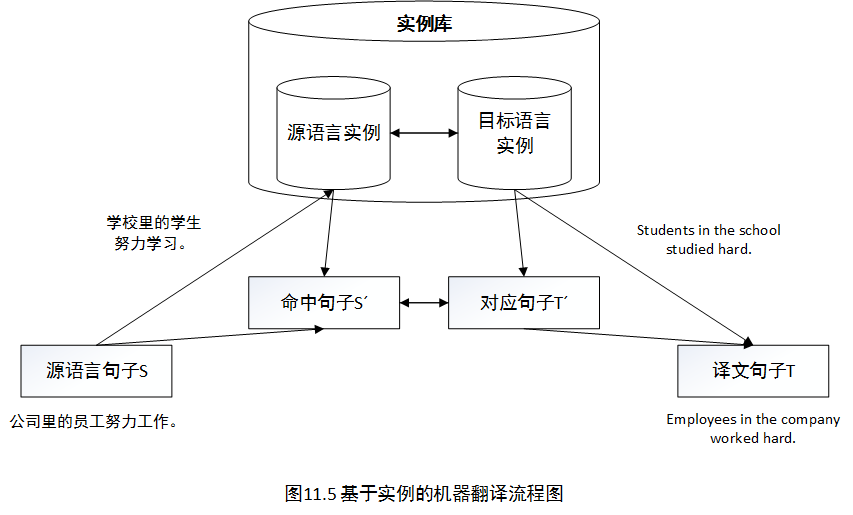 实例库
源语言实例
目标语言
实例
学校里的学生
努力学习。
Students in the school
studied hard.
命中句子S´
对应句子T´
源语言句子S
译文句子T
公司里的员工努力工作。
Employees in the company
worked hard.
图11.5 基于实例的机器翻译流程图